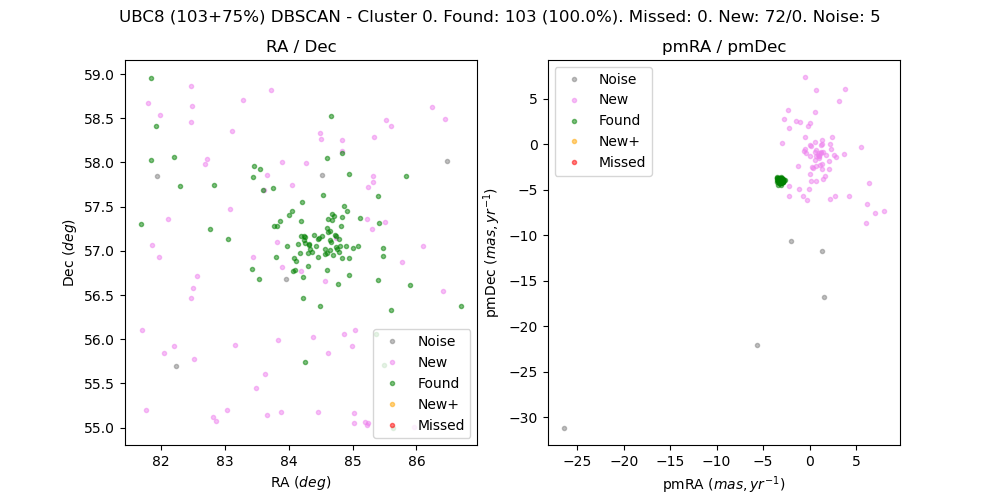 UBC8 (103+75%) DBSCAN - Cluster 0. Found: 103 (100.0%). Missed: 0. New: 72/0. Noise: 5
RA / Dec
59.0
58.5
58.0
57.5
57.0
56.5
56.0
55.5
55.0
Dec (deg)
82
83
84
85
86
RA (deg)
Noise
New
Found
New+
Missed
pmRA / pmDec
5
0
−5
−10
−15
−20
−25
−30
pmDec (mas, yr⁻¹)
−25
−20
−15
−10
−5
0
5
pmRA (mas, yr⁻¹)
Noise
New
Found
New+
Missed